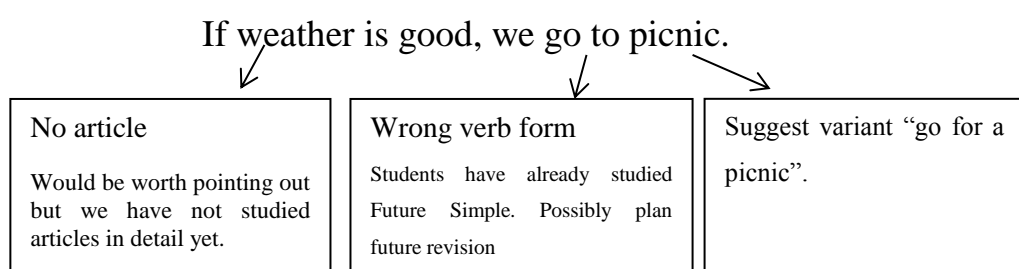 If weather is good, we go to picnic.
No article
Would be worth pointing out
but we have not studied
articles in detail yet.
Wrong verb form
Students have already studied
Future Simple. Possibly plan
future revision
Suggest variant “go for a
picnic”.